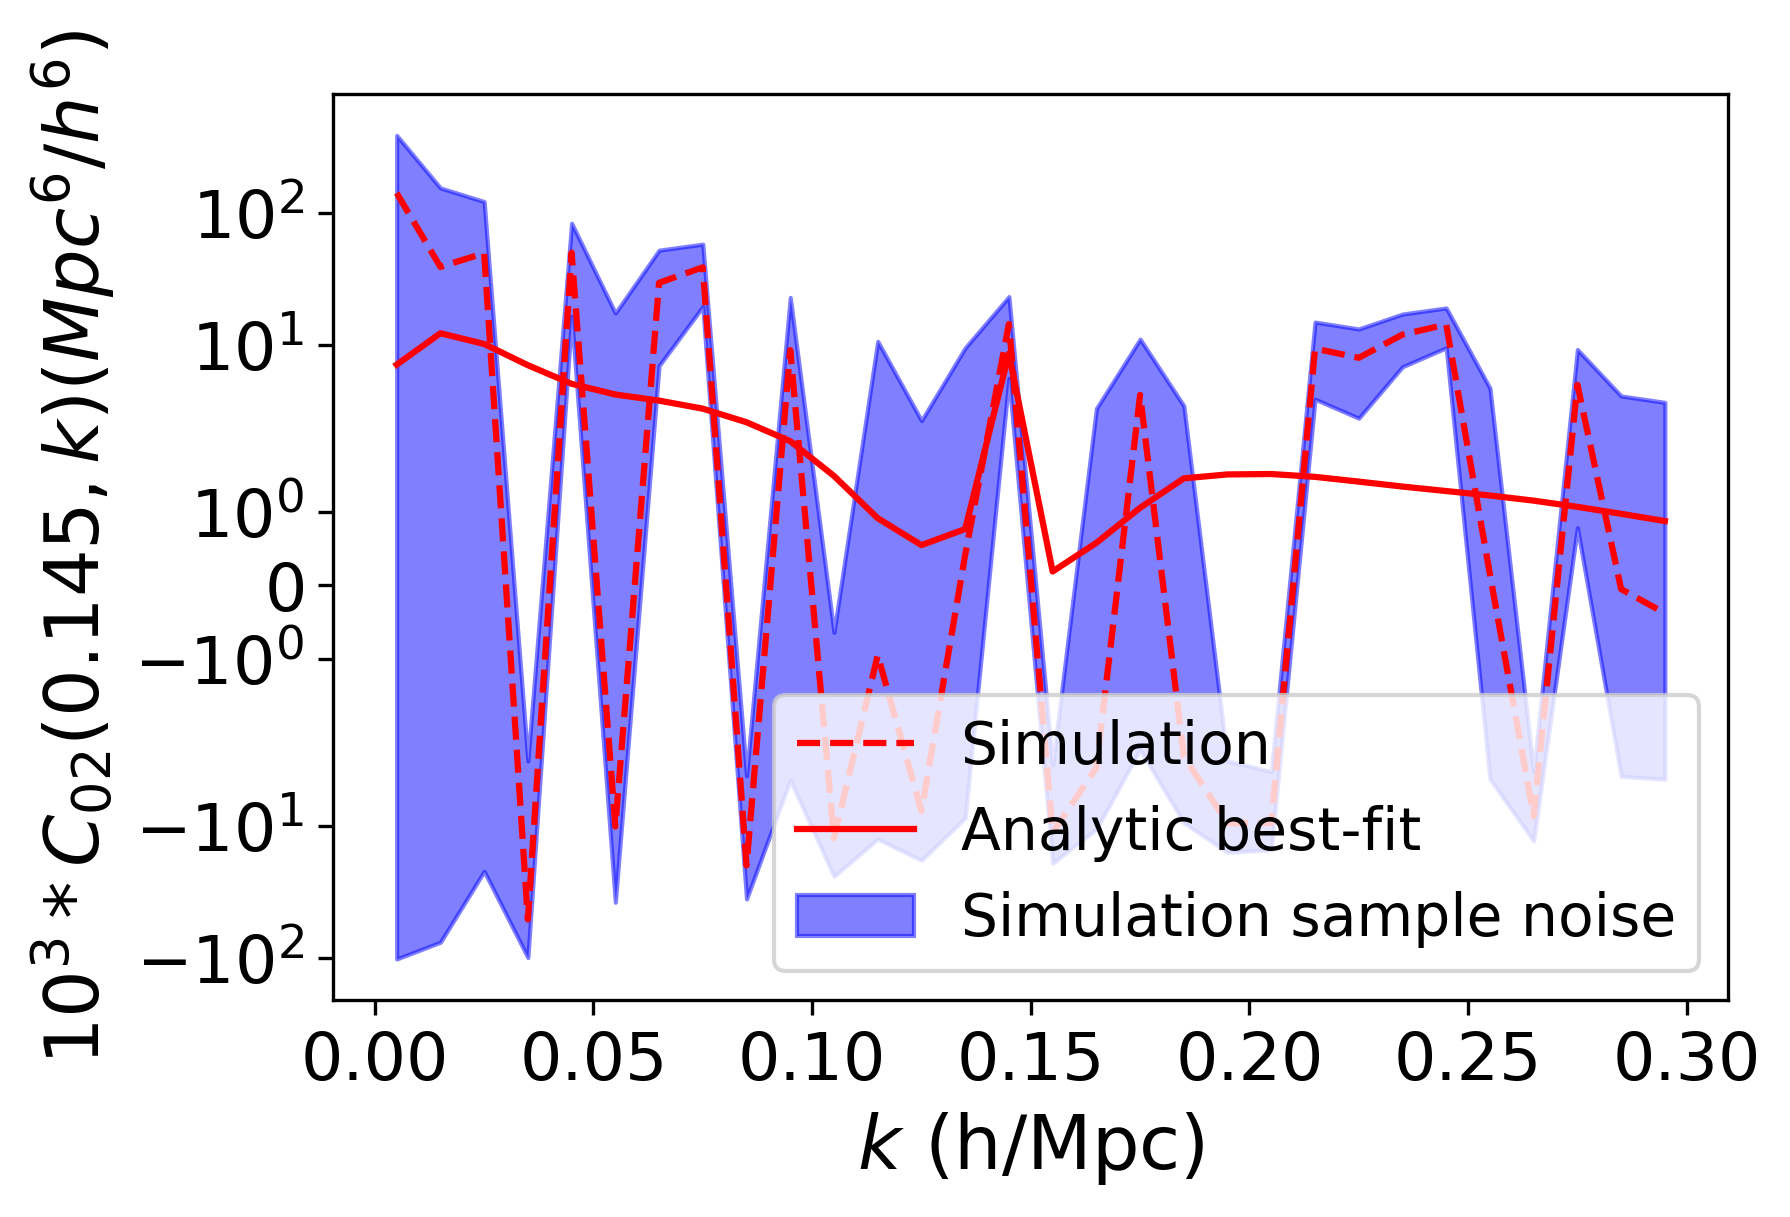 10³ * C₀₂(0.145, k)(Mpc⁶/h⁶)
10²
10¹
10⁰
0
−10⁰
−10¹
−10²
Simulation
Analytic best-fit
Simulation sample noise
0.00 0.05 0.10 0.15 0.20 0.25 0.30
k (h/Mpc)